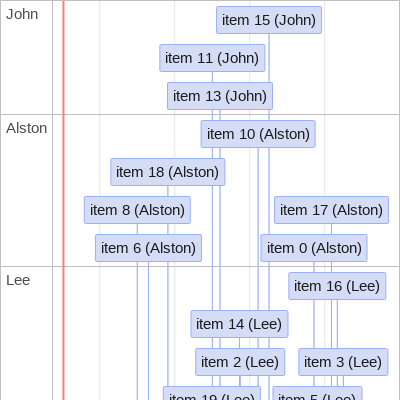 John
item 15 (John)
item 11 (John)
item 13 (John)
Alston
item 10 (Alston)
item 18 (Alston)
item 8 (Alston)
item 17 (Alston)
item 6 (Alston)
item 0 (Alston)
Lee
item 16 (Lee)
item 14 (Lee)
item 2 (Lee)
item 3 (Lee)
item 19 (Lee)
item 5 (Lee)